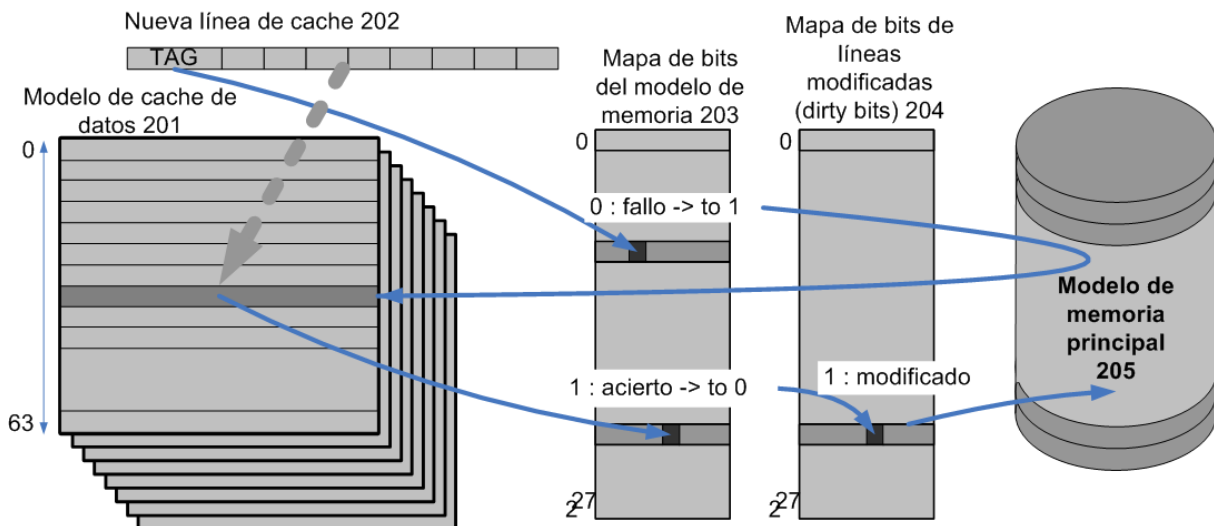 Nueva línea de cache 202
TAG
Modelo de cache de
datos 201
0
63
Mapa de bits
del modelo de
memoria 203
0
Mapa de bits de
líneas
modificadas
(dirty bits) 204
0
0 : fallo -> to 1
1 : acierto -> to 0
1 : modificado
Modelo de
memoria
principal
205
2^27
2^27